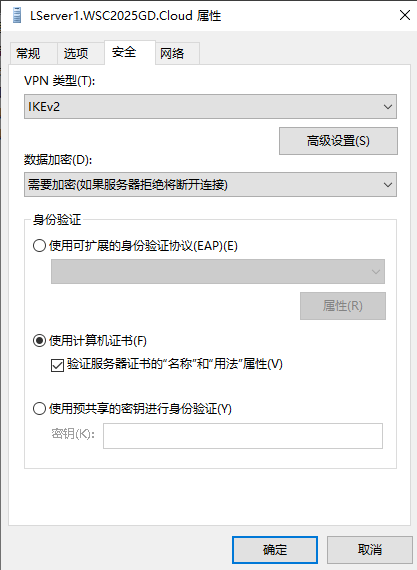 LServer1.WSC2025GD.Cloud 属性
常规 选项 安全 网络
VPN 类型(T):
IKEv2
高级设置(S)
数据加密(D):
需要加密(如果服务器拒绝将断开连接)
身份验证
使用可扩展的身份验证协议(EAP)(E)
属性(R)
使用计算机证书(F)
验证服务器证书的“名称”和“用法”属性(V)
使用预共享的密钥进行身份验证(Y)
密钥(K):
确定 取消